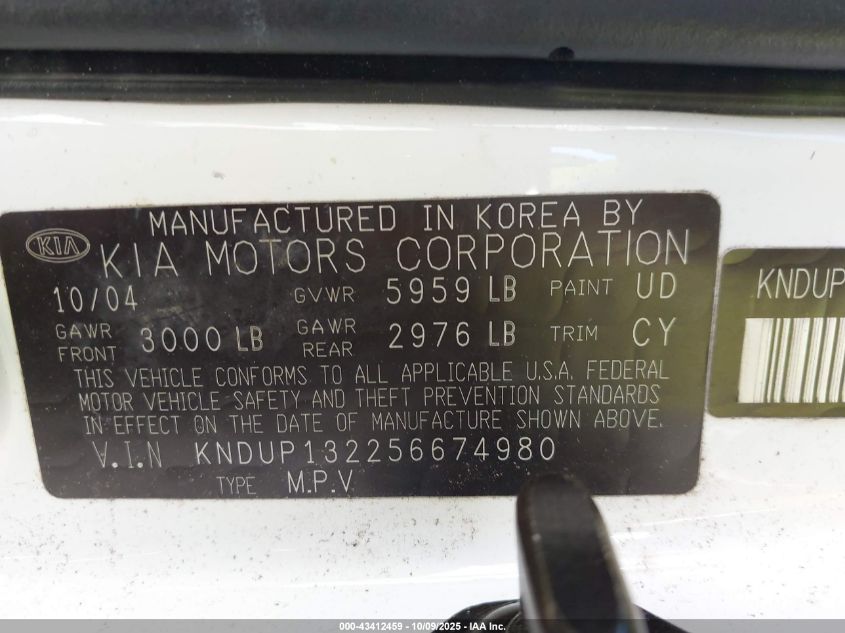 MANUFACTURED IN KOREA BY
KIA KIA MOTORS CORPORATION
10/04 GVWR 5959 LB PAINT UD
GAWR FRONT 3000 LB GAWR REAR 2976 LB TRIM CY
THIS VEHICLE CONFORMS TO ALL APPLICABLE U.S.A. FEDERAL
MOTOR VEHICLE SAFETY AND THEFT PREVENTION STANDARDS
IN EFFECT ON THE DATE OF MANUFACTURE SHOWN ABOVE.
V.I.N KNDUP132256674980
TYPE M.P.V
KNDUP
000-43412459 - 10/09/2025 - IAA Inc.